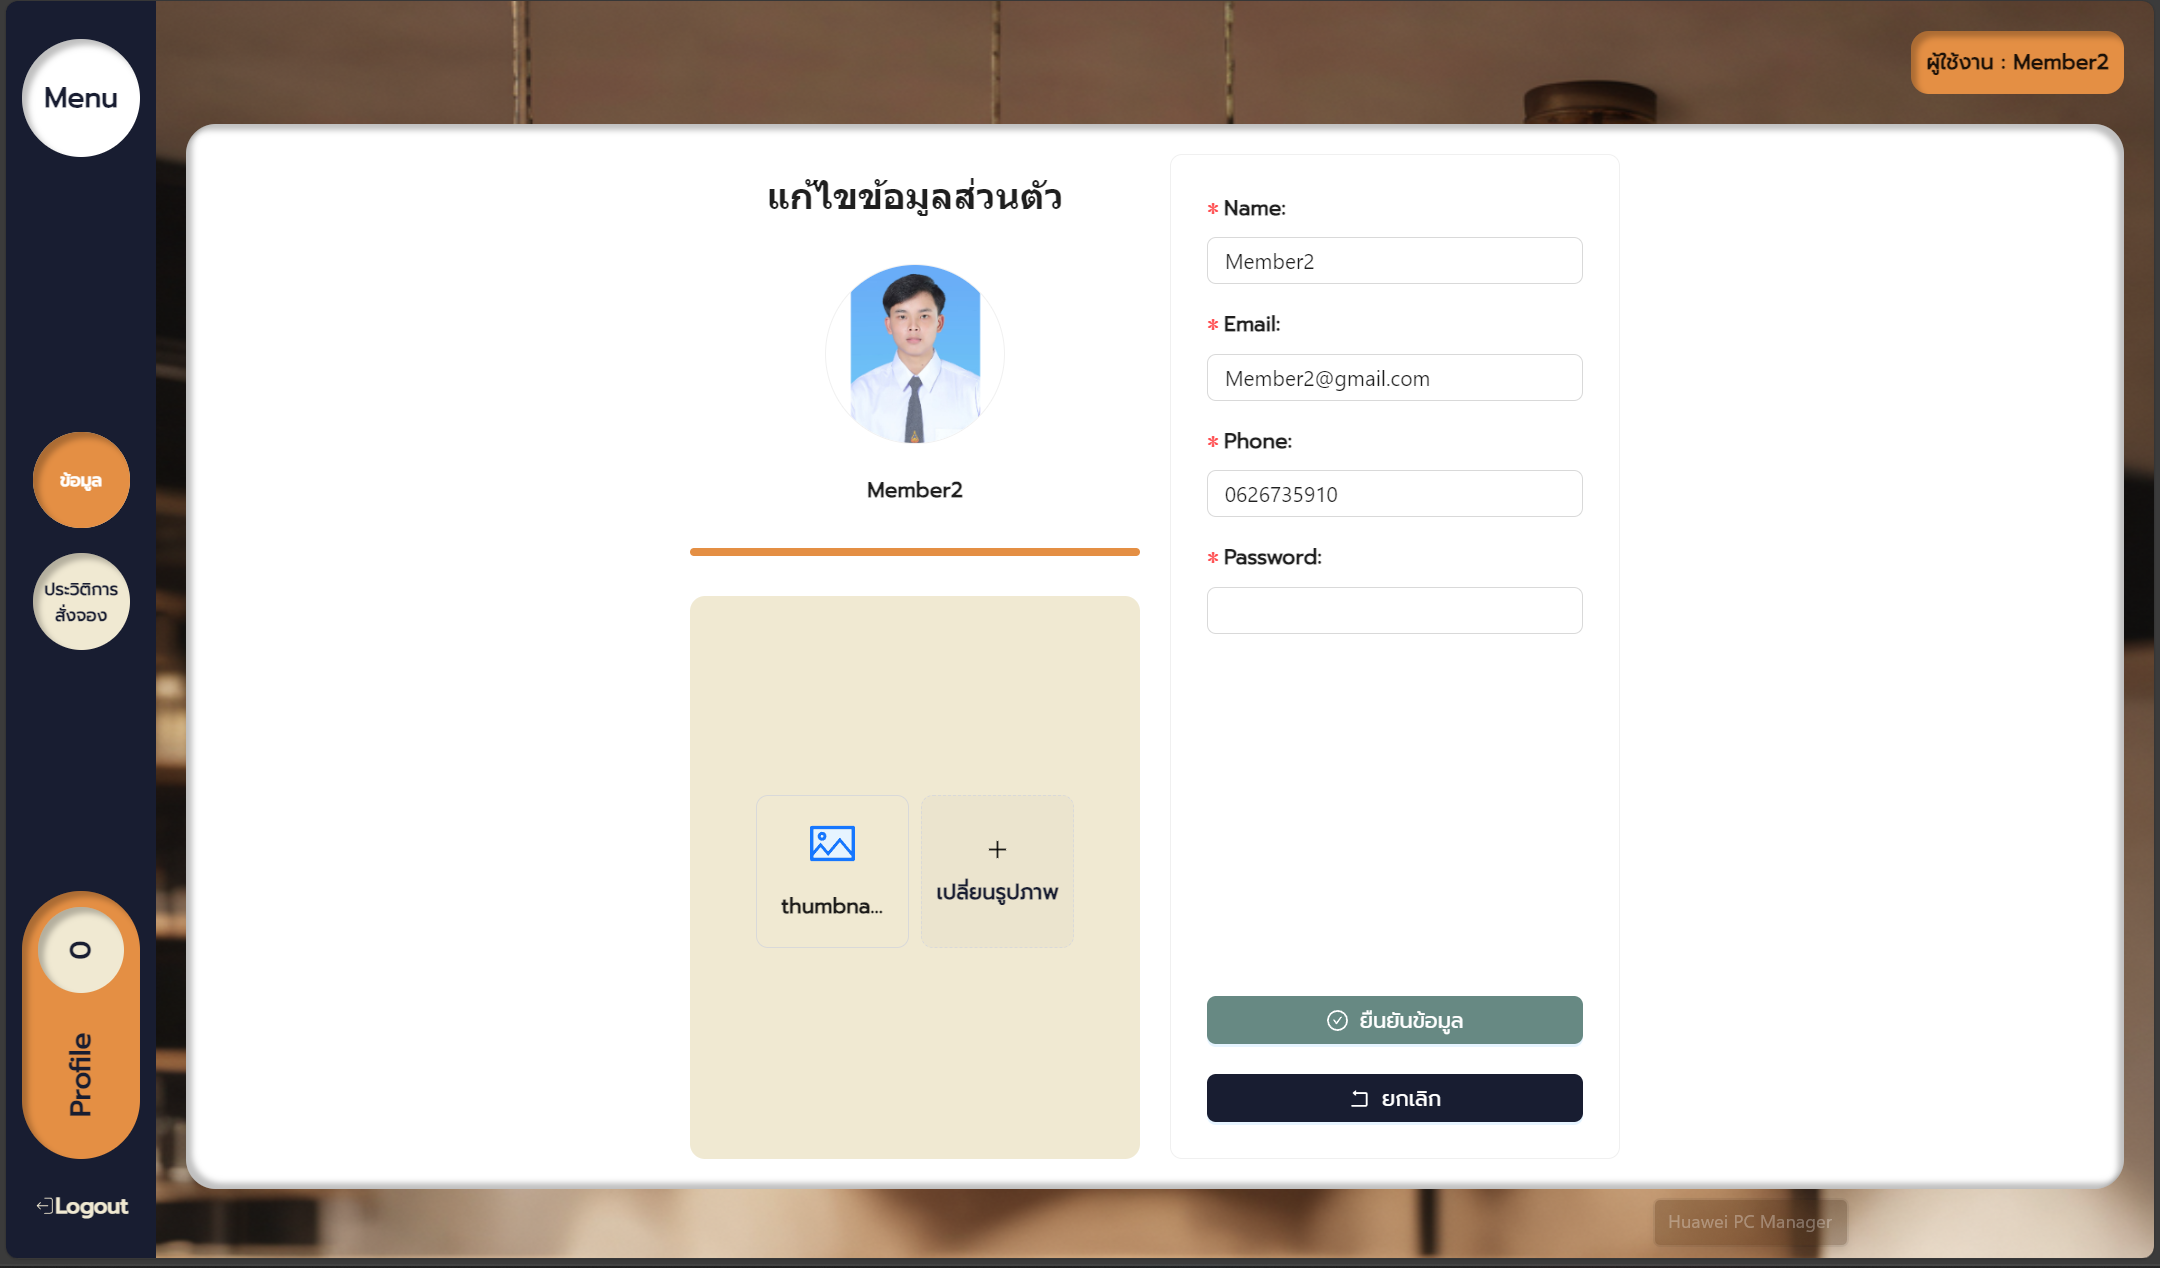 Menu
ผู้ใช้งาน : Member2
ข้อมูล
ประวิติการ
สั่งจอง
0
Profile
Logout
แก้ไขข้อมูลส่วนตัว
Member2
thumbna...
+
เปลี่ยนรูปภาพ
* Name:
Member2
* Email:
Member2@gmail.com
* Phone:
0626735910
* Password:
ยืนยันข้อมูล
ยกเลิก
Huawei PC Manager